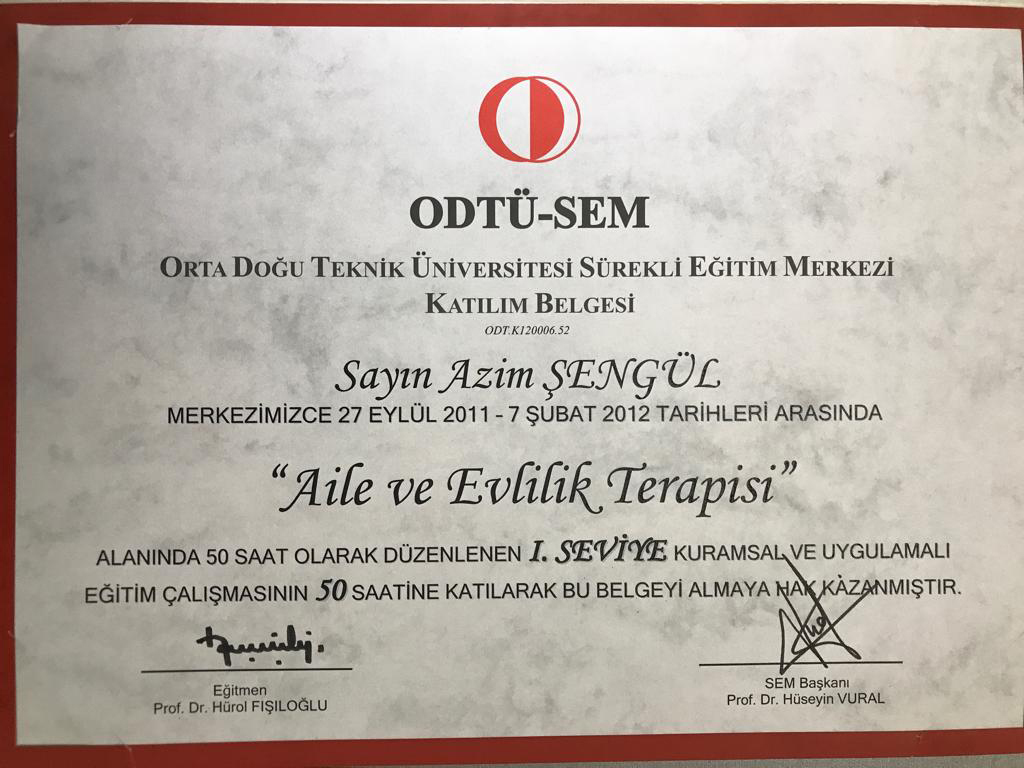 ODTÜ-SEM
ORTA DOĞU TEKNİK ÜNİVERSİTESİ SÜREKLİ EĞİTİM MERKEZİ
KATILIM BELGESİ
ODT.K120006.52
Sayın Azim ŞENGÜL
MERKEZİMİZCE 27 EYLÜL 2011 - 7 ŞUBAT 2012 TARİHLERİ ARASINDA
“Aile ve Evlilik Terapisi”
ALANINDA 50 SAAT OLARAK DÜZENLENEN I. SEVİYE KURAMSAL VE UYGULAMALI
EĞİTİM ÇALIŞMASININ 50 SAATİNE KATILARAK BU BELGEYİ ALMAYA HAK KAZANMIŞTIR.
Eğitmen
Prof. Dr. Hürol FIŞILOĞLU
SEM Başkanı
Prof. Dr. Hüseyin VURAL